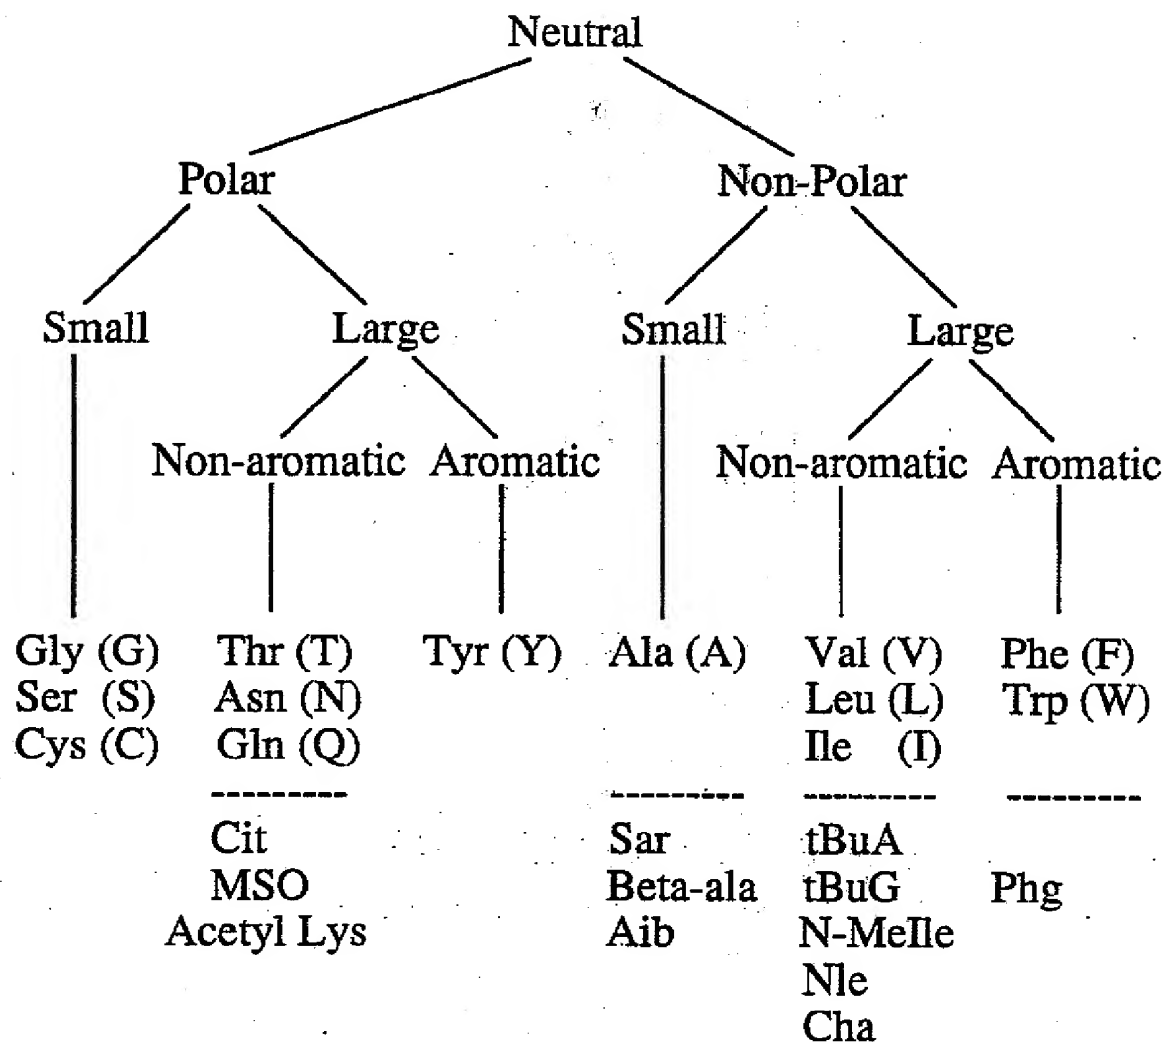 Neutral
Polar Non-Polar
Small Large Small Large
Non-aromatic Aromatic Non-aromatic Aromatic
Gly (G) Thr (T) Tyr (Y) Ala (A) Val (V) Phe (F)
Ser (S) Asn (N) Leu (L) Trp (W)
Cys (C) Gln (Q) Ile (I)
Cit Sar tBuA
MSO Beta-ala tBuG Phg
Acetyl Lys Aib N-MeIle
Nle
Cha